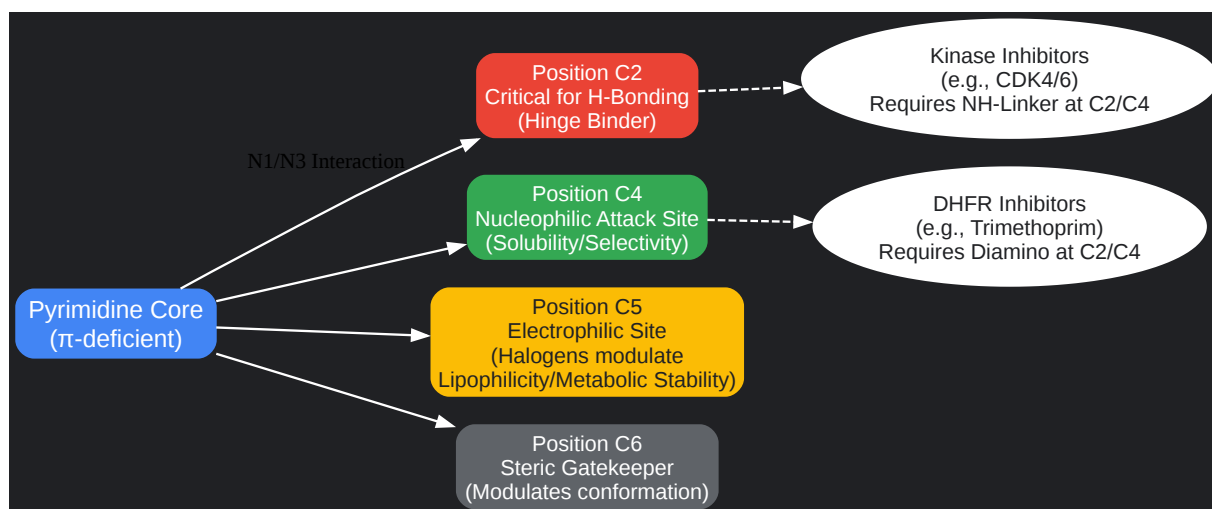 Position C2
Critical for H-Bonding
(Hinge Binder)
Kinase Inhibitors
(e.g., CDK4/6)
Requires NH-Linker at C2/C4
N1/N3 Interaction
Position C4
Nucleophilic Attack Site
(Solubility/Selectivity)
DHFR Inhibitors
(e.g., Trimethoprim)
Requires Diamino at C2/C4
Pyrimidine Core
(π-deficient)
Position C5
Electrophilic Site
(Halogens modulate
Lipophilicity/Metabolic Stability)
Position C6
Steric Gatekeeper
(Modulates conformation)